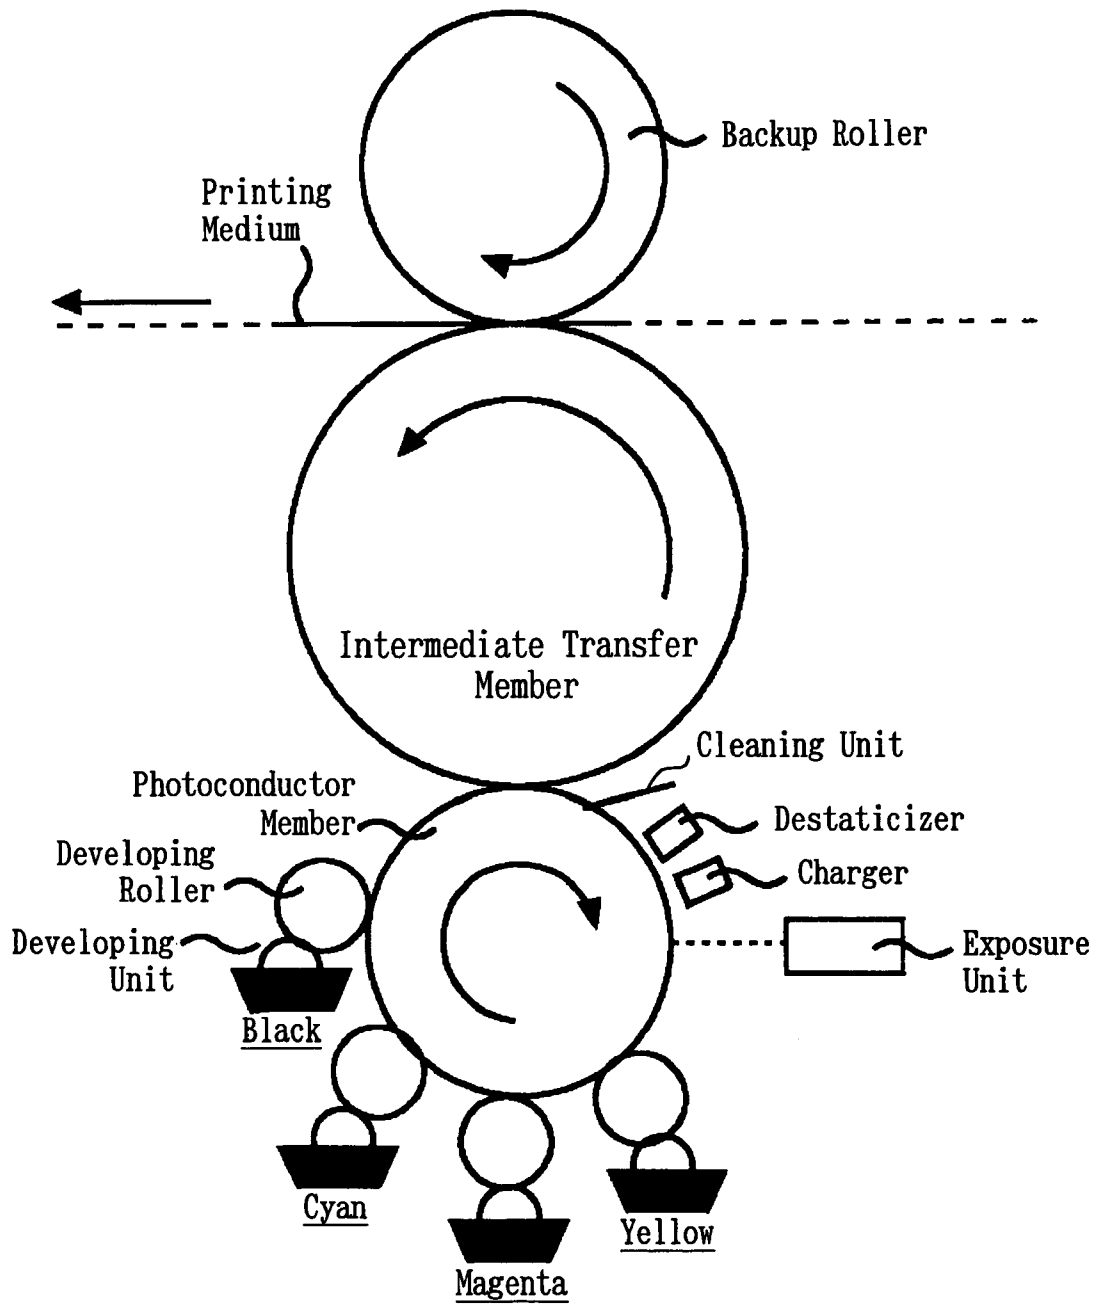 Backup Roller
Printing
Medium
Intermediate Transfer
Member
Cleaning Unit
Photoconductor
Member
Destaticizer
Developing
Roller
Charger
Developing
Unit
Exposure
Unit
Black
Cyan
Yellow
Magenta